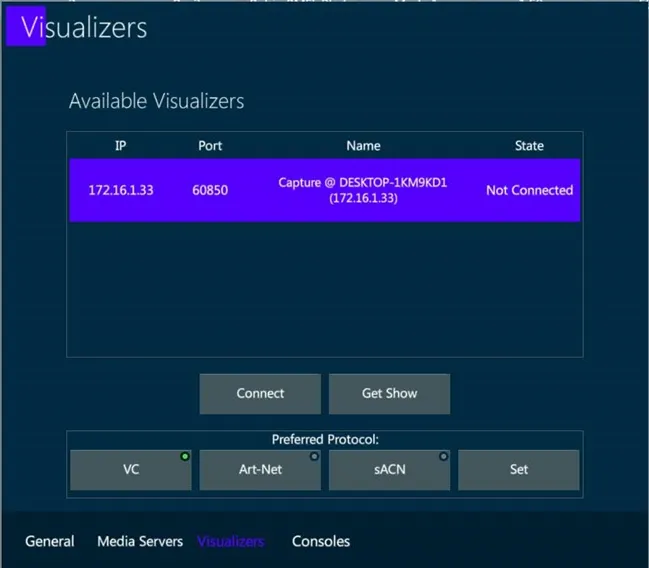 Visualizers
Available Visualizers
IP Port Name State
172.16.1.33 60850 Capture @ DESKTOP-1KM9KD1 (172.16.1.33) Not Connected
Connect Get Show
Preferred Protocol:
VC Art-Net sACN Set
General Media Servers Visualizers Consoles